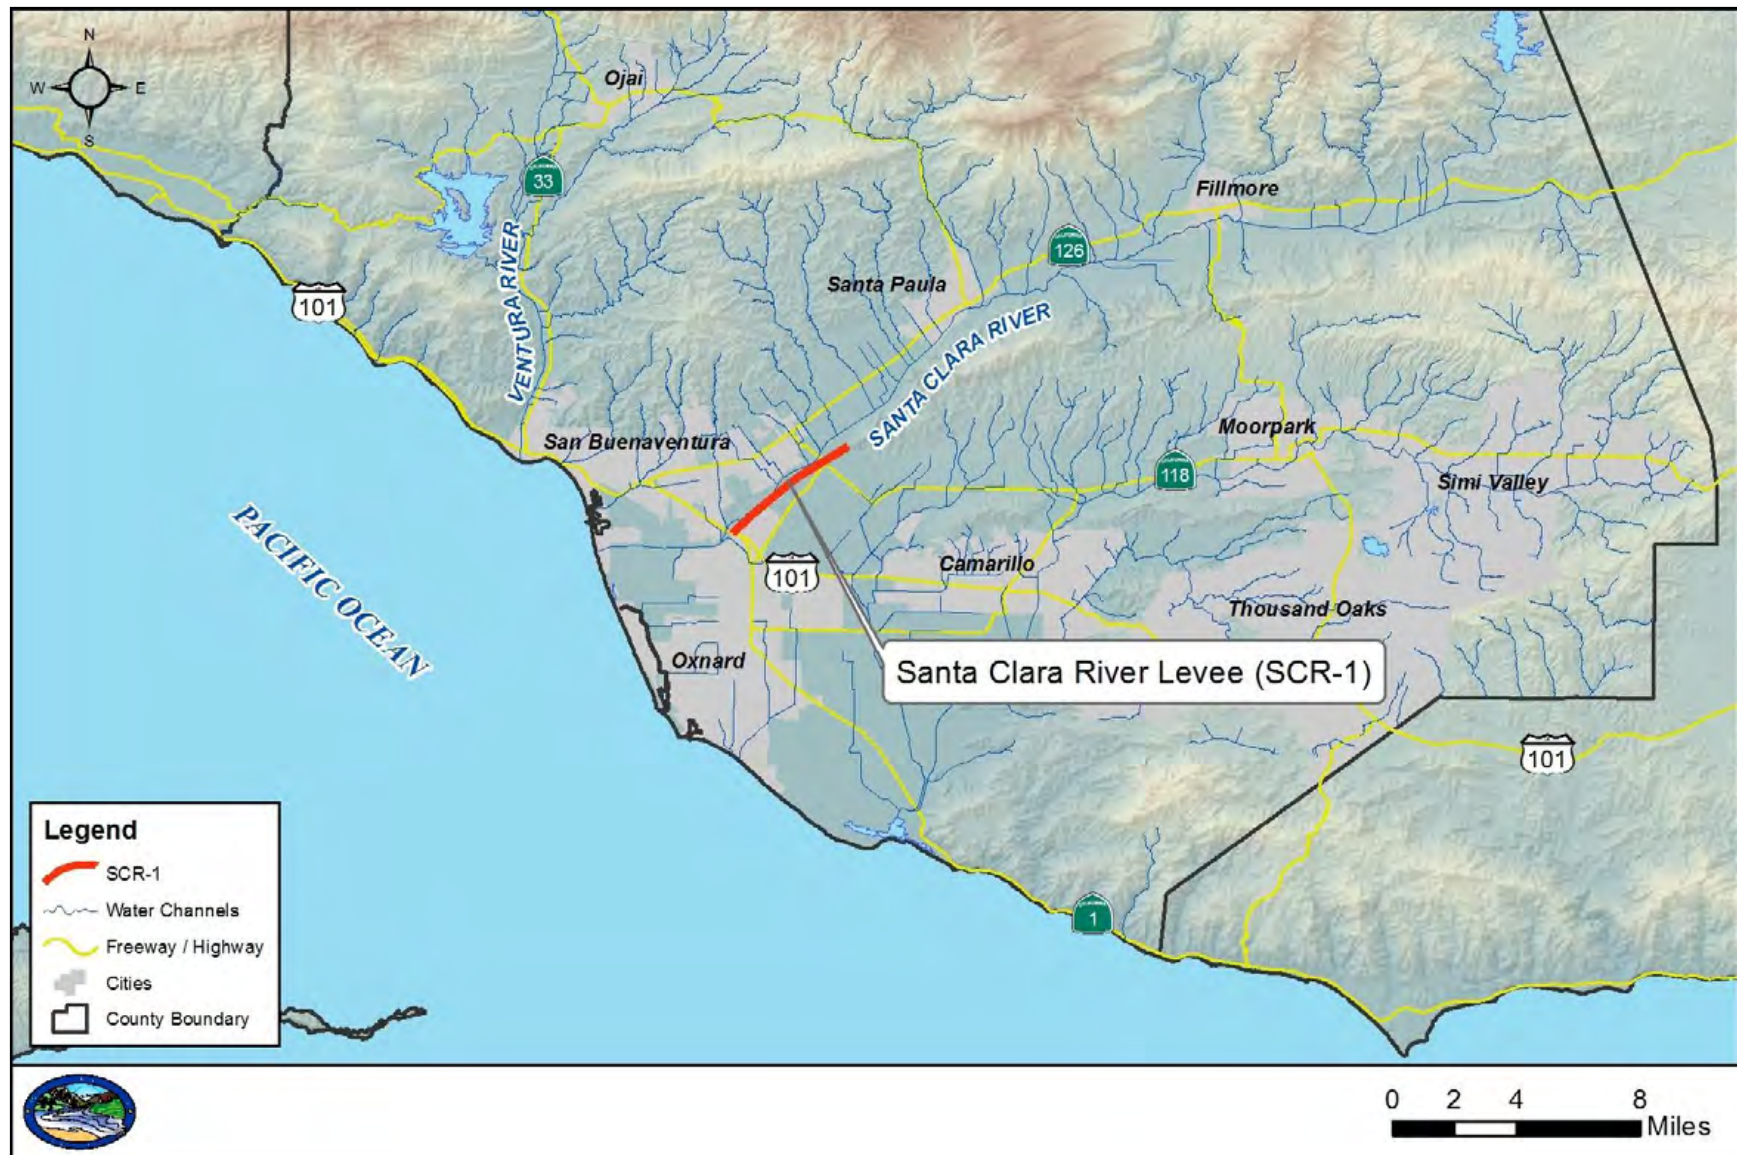 N
W
E
S
Ojai
33
VENTURA RIVER
101
Fillmore
126
Santa Paula
SANTA CLARA RIVER
San Buenaventura
Moorpark
118
Simi Valley
PACIFIC OCEAN
101
Camarillo
Thousand Oaks
Oxnard
Santa Clara River Levee (SCR-1)
101
1
Legend
SCR-1
Water Channels
Freeway / Highway
Cities
County Boundary
0 2 4 8
Miles